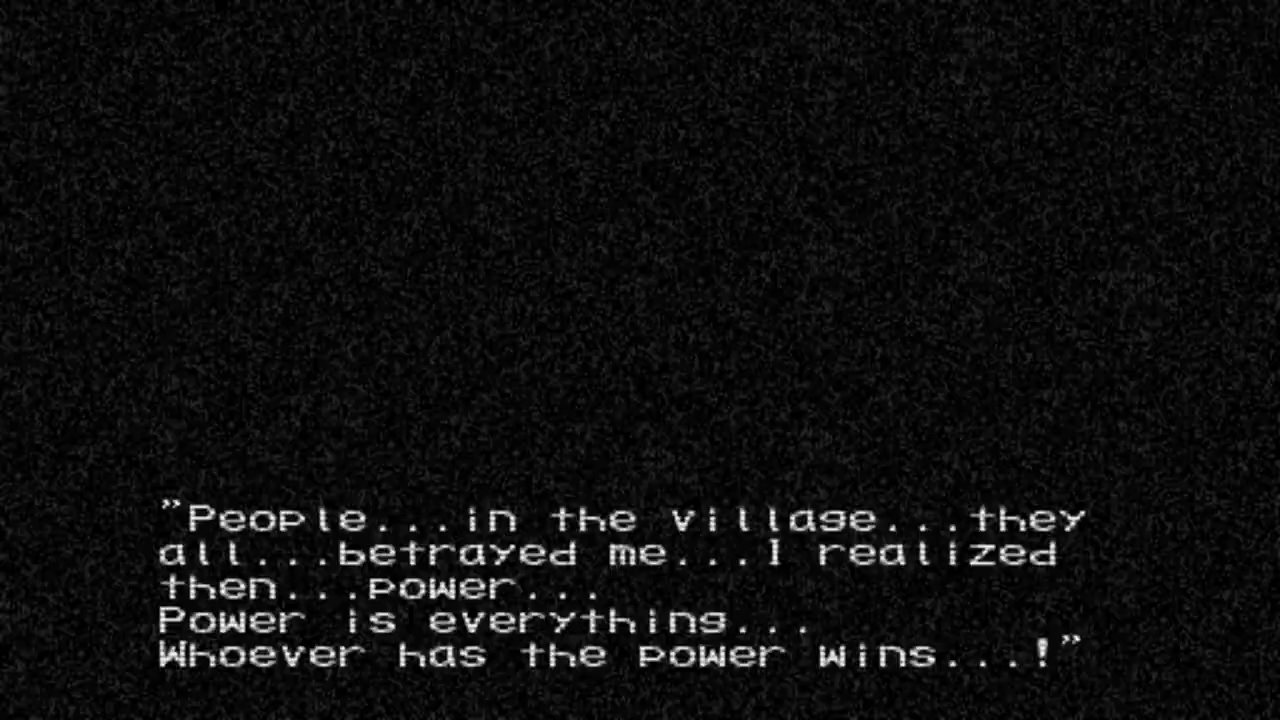 "People...in the village...they
all...betrayed me...I realized
then...power...
Power is everything...
Whoever has the power wins...!"